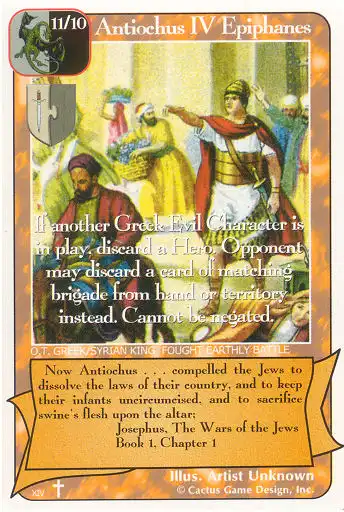 11/10
Antiochus IV Epiphanes
If another Greek Evil Character is
in play, discard a Hero. Opponent
may discard a card of matching
brigade from hand or territory
instead. Cannot be negated.
O.T. GREEK/SYRIAN KING, FOUGHT EARTHLY BATTLE
Now Antiochus . . . compelled the Jews to
dissolve the laws of their country, and to keep
their infants uncircumcised, and to sacrifice
swine's flesh upon the altar;
Josephus, The Wars of the Jews
Book 1, Chapter 1
Illus. Artist Unknown
XIV
© Cactus Game Design, Inc.